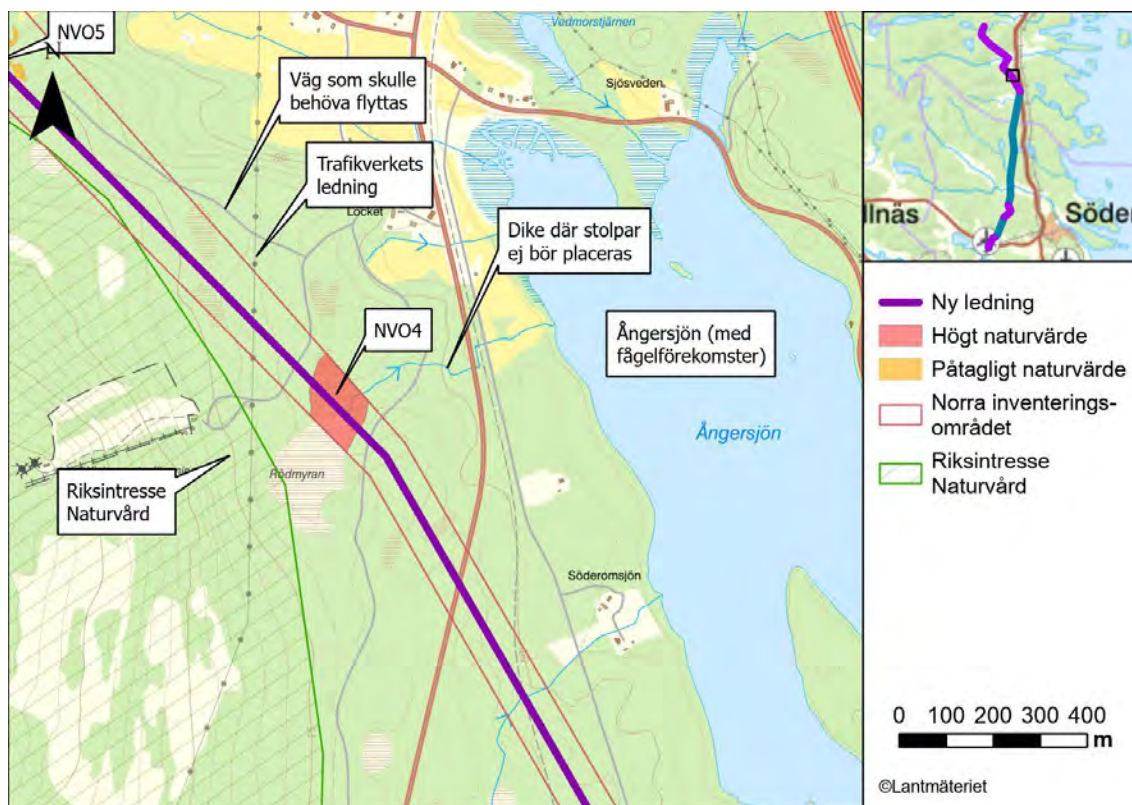 NVO5
N
Väg som skulle
behöva flyttas
Trafikverkets
ledning
Vedmorstjärnen
Sjösveden
Locket
Dike där stolpar
ej bör placeras
NVO4
Ångersjön (med
fågelförekomster)
Ångersjön
Riksintresse
Naturvård
Rödmyran
Söderomsjön
llnäs
Söder
Ny ledning
Högt naturvärde
Påtagligt naturvärde
Norra inventerings-
området
Riksintresse
Naturvård
0 100 200 300 400
m
©Lantmäteriet